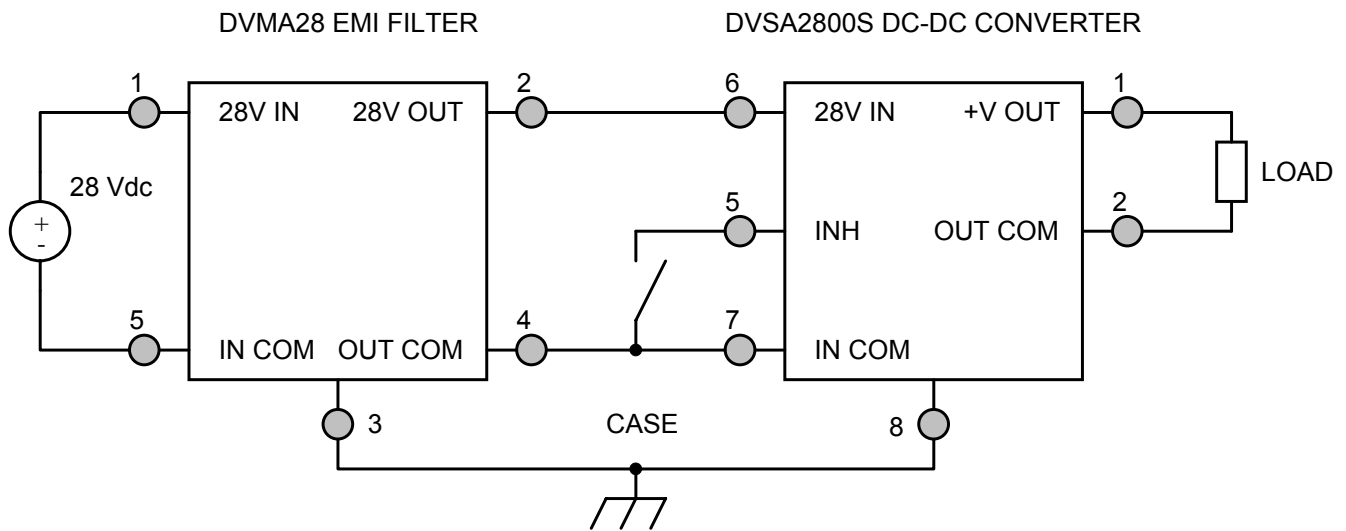 DVMA28 EMI FILTER
DVSA2800S DC-DC CONVERTER
1
2
6
1
28V IN
28V OUT
28V IN
+V OUT
28 Vdc
LOAD
+
-
5
2
INH
OUT COM
5
4
7
IN COM
OUT COM
IN COM
3
CASE
8